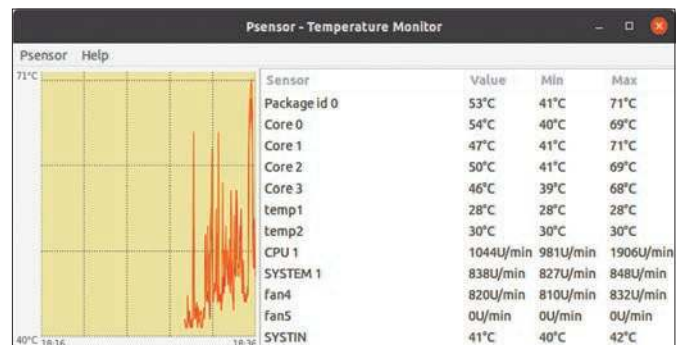 Psensor - Temperature Monitor
Psensor Help
71°C
Sensor Value Min Max
Package id 0 53°C 41°C 71°C
Core 0 54°C 40°C 69°C
Core 1 47°C 41°C 71°C
Core 2 50°C 41°C 69°C
Core 3 46°C 39°C 68°C
temp1 28°C 28°C 28°C
temp2 30°C 30°C 30°C
CPU 1 1044U/min 981U/min 1906U/min
SYSTEM 1 838U/min 827U/min 848U/min
fan4 820U/min 810U/min 832U/min
fan5 0U/min 0U/min 0U/min
SYSTIN 41°C 40°C 42°C
40°C 18:16 18:36